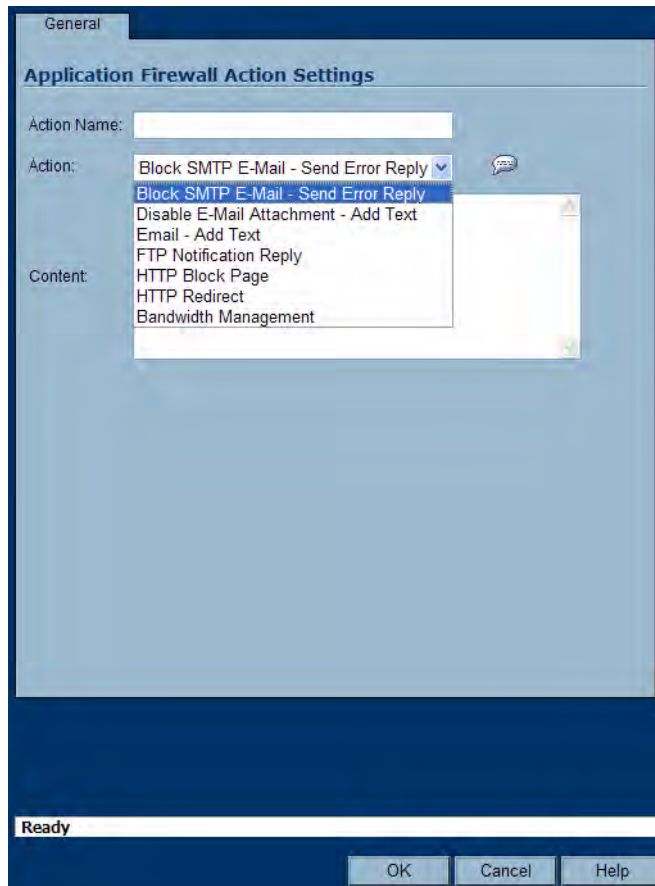 General
Application Firewall Action Settings
Action Name:
Action:
Block SMTP E-Mail - Send Error Reply
Block SMTP E-Mail - Send Error Reply
Disable E-Mail Attachment - Add Text
Email - Add Text
FTP Notification Reply
Content:
HTTP Block Page
HTTP Redirect
Bandwidth Management
Ready
OK
Cancel
Help